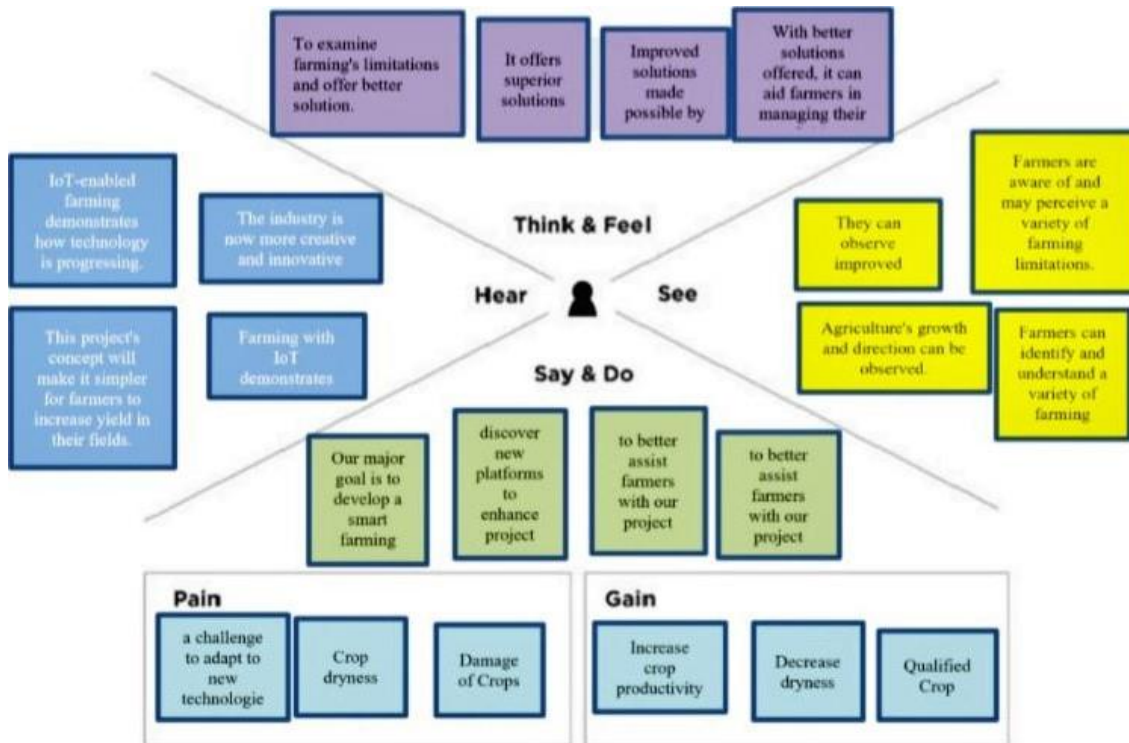 To examine
farming's limitations
and offer better
solution.
It offers
superior
solutions
Improved
solutions
made
possible by
With better
solutions
offered, it can
aid farmers in
managing their
IoT-enabled
farming
demonstrates
how technology
is progressing.
The industry is
now more creative
and innovative
This project's
concept will
make it simpler
for farmers to
increase yield in
their fields.
Farming with
IoT
demonstrates
Think & Feel
Hear
See
Say & Do
They can
observe
improved
Farmers are
aware of and
may perceive a
variety of
farming
limitations.
Agriculture's growth
and direction can be
observed.
Farmers can
identify and
understand a
variety of
farming
Our major
goal is to
develop a
smart
farming
discover
new
platforms
to
enhance
project
to better
assist
farmers
with our
project
to better
assist
farmers
with our
project
Pain
a challenge
to adapt to
new
technologie
Crop
dryness
Damage
of Crops
Gain
Increase
crop
productivity
Decrease
dryness
Qualified
Crop